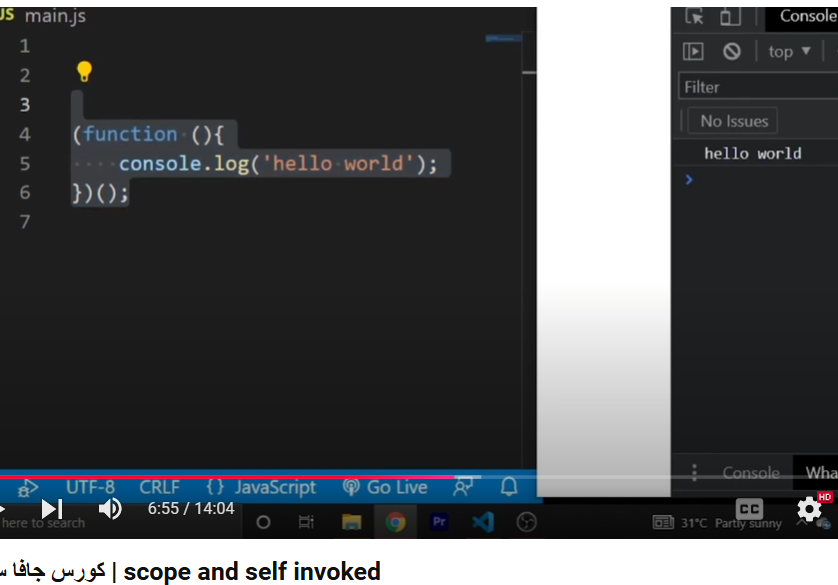 JS main.js
1
2
3
4 (function (){
5 console.log('hello world');
6 })();
7
Console
top
Filter
No Issues
hello world
Console
UTF-8 CRLF {} JavaScript Go Live
6:55 / 14:04
CC
HD
here to search
Pr
31°C Partly sunny
كورس جافا | scope and self invoked